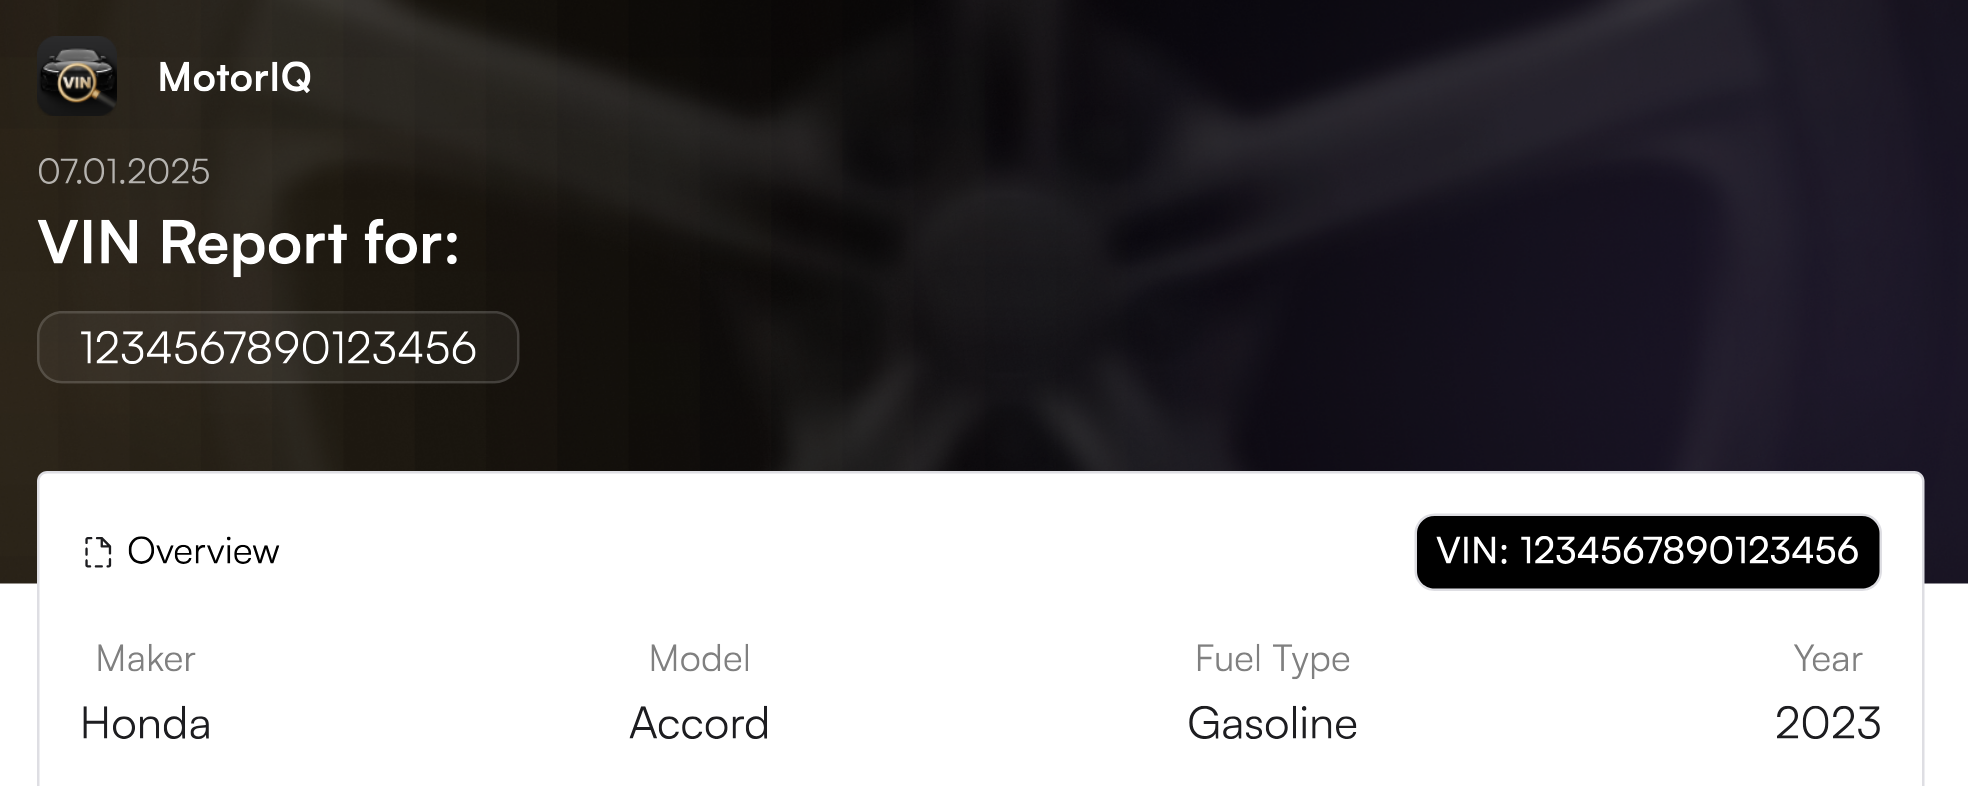 VIN
MotorIQ
07.01.2025
VIN Report for:
1234567890123456
Overview
VIN: 1234567890123456
Maker Model Fuel Type Year
Honda Accord Gasoline 2023